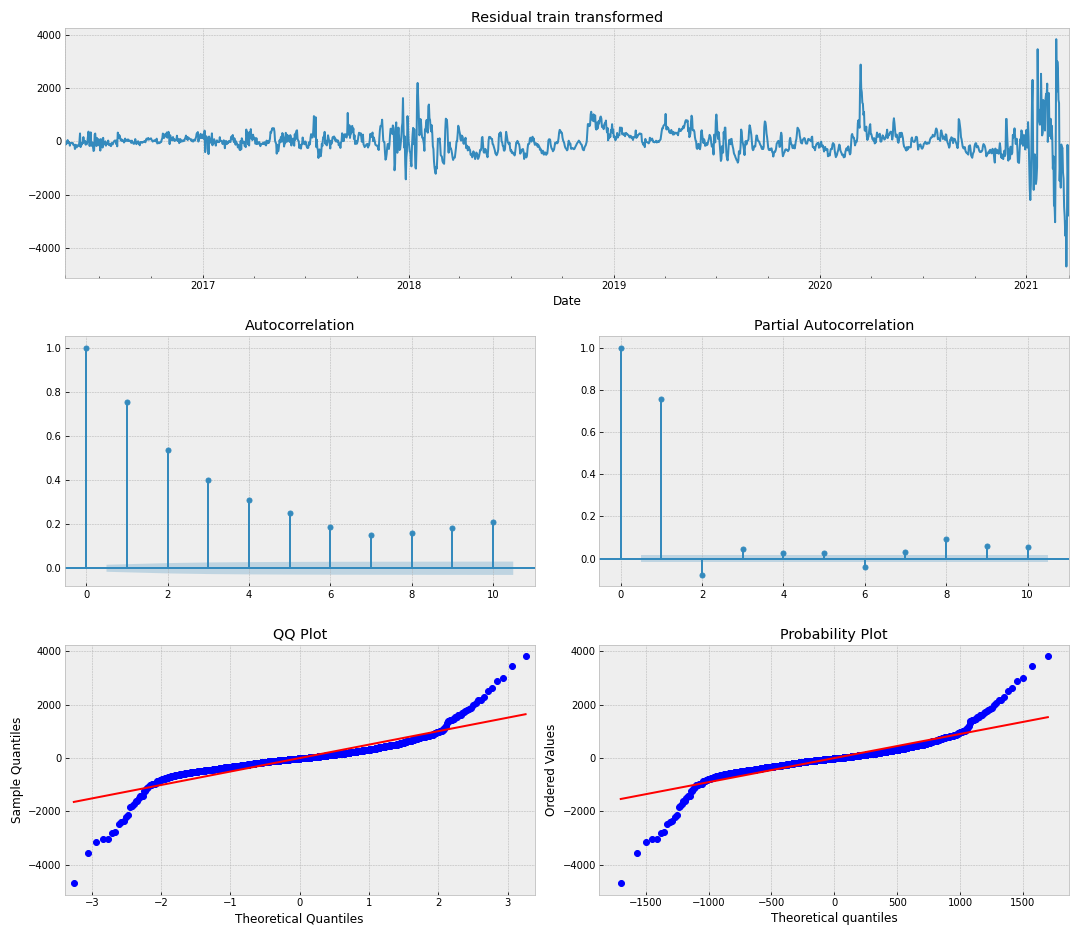 Residual train transformed
4000
2000
0
−2000
−4000
2017 2018 2019 2020 2021
Date
Autocorrelation
1.0
0.8
0.6
0.4
0.2
0.0
0 2 4 6 8 10
Partial Autocorrelation
1.0
0.8
0.6
0.4
0.2
0.0
0 2 4 6 8 10
QQ Plot
Sample Quantiles
4000
2000
0
−2000
−4000
−3 −2 −1 0 1 2 3
Theoretical Quantiles
Probability Plot
Ordered Values
4000
2000
0
−2000
−4000
−1500 −1000 −500 0 500 1000 1500
Theoretical quantiles